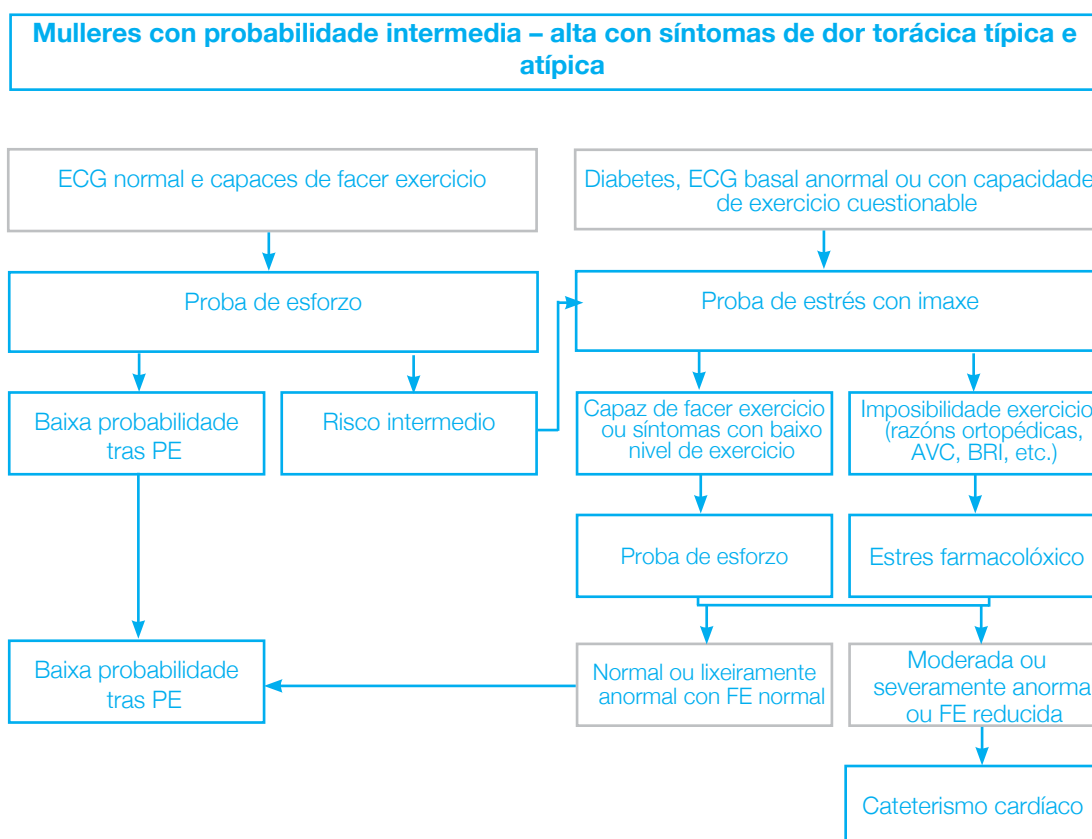 Mulleres con probabilidade intermedia – alta con síntomas de dor torácica típica e
atípica
ECG normal e capaces de facer exercicio
Diabetes, ECG basal anormal ou con capacidade
de exercicio cuestionable
Proba de esforzo
Proba de estrés con imaxe
Baixa probabilidade
tras PE
Risco intermedio
Capaz de facer exercicio
ou síntomas con baixo
nivel de exercicio
Imposibilidade exercicio
(razóns ortopédicas,
AVC, BRI, etc.)
Proba de esforzo
Estres farmacolóxico
Baixa probabilidade
tras PE
Normal ou lixeiramente
anormal con FE normal
Moderada ou
severamente anorma
ou FE reducida
Cateterismo cardíaco